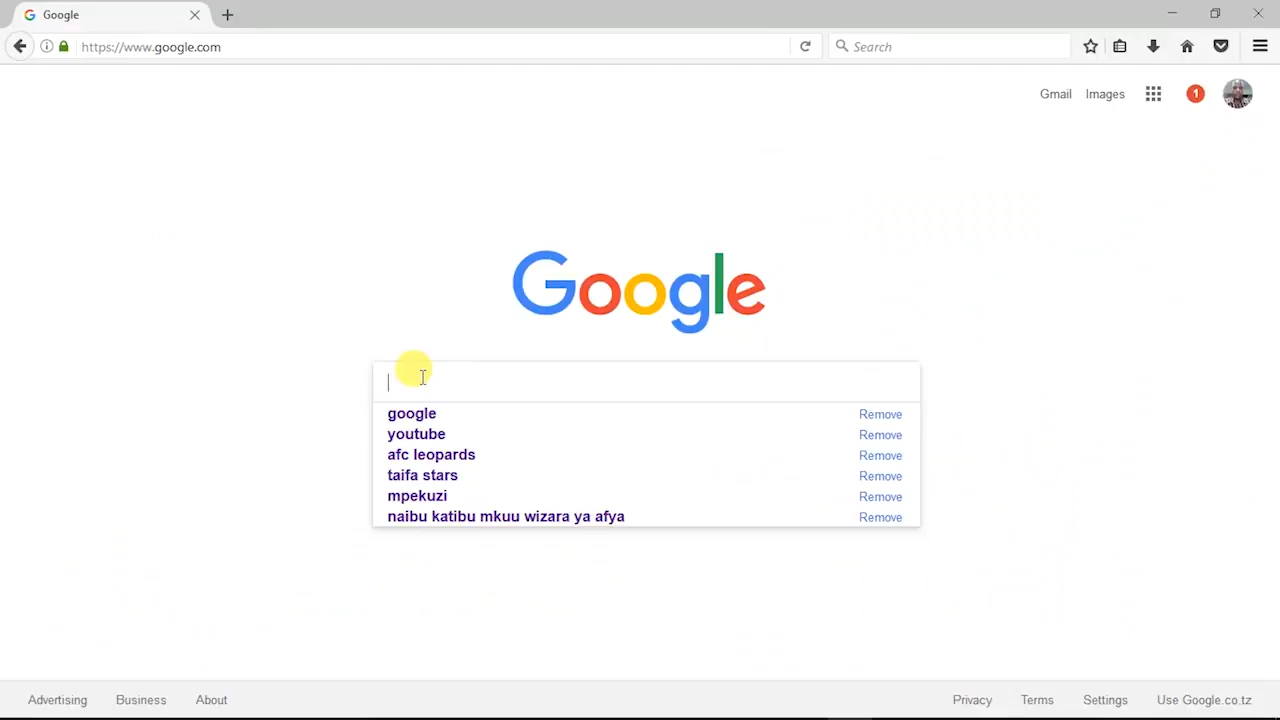 Google
https://www.google.com
Search
Gmail Images 1
Google
google Remove
youtube Remove
afc leopards Remove
taifa stars Remove
mpekuzi Remove
naibu katibu mkuu wizara ya afya Remove
Advertising Business About Privacy Terms Settings Use Google.co.tz